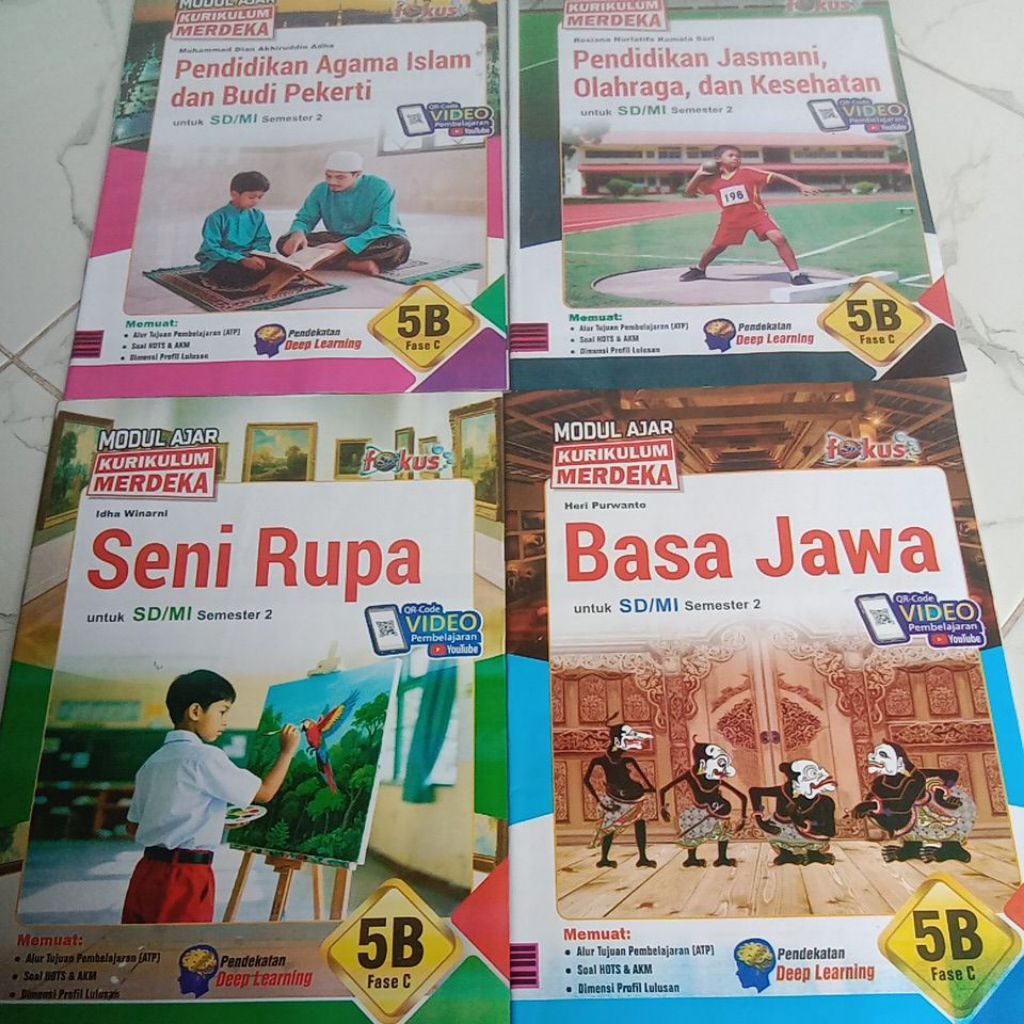 MODUL AJAR
KURIKULUM
MERDEKA
fokus
Muhammad Dian Akhiruddin Adha
Pendidikan Agama Islam
dan Budi Pekerti
untuk SD/MI Semester 2
QR-Code
VIDEO
Pembelajaran
YouTube
Memuat:
• Alur Tujuan Pembelajaran (ATP)
• Soal HOTS & AKM
• Dimensi Profil Lulusan
Pendekatan
Deep Learning
5B
Fase C
KURIKULUM
MERDEKA
fokus
Rosiana Nurlatifa Kumala Sari
Pendidikan Jasmani,
Olahraga, dan Kesehatan
untuk SD/MI Semester 2
QR-Code
VIDEO
Pembelajaran
YouTube
198
Memuat:
• Alur Tujuan Pembelajaran (ATP)
• Soal HOTS & AKM
• Dimensi Profil Lulusan
Pendekatan
Deep Learning
5B
Fase C
MODUL AJAR
KURIKULUM
MERDEKA
fokus
Idha Winarni
Seni Rupa
untuk SD/MI Semester 2
QR-Code
VIDEO
Pembelajaran
YouTube
Memuat:
• Alur Tujuan Pembelajaran (ATP)
• Soal HOTS & AKM
• Dimensi Profil Lulusan
Pendekatan
Deep Learning
5B
Fase C
MODUL AJAR
KURIKULUM
MERDEKA
fokus
Heri Purwanto
Basa Jawa
untuk SD/MI Semester 2
QR-Code
VIDEO
Pembelajaran
YouTube
Memuat:
• Alur Tujuan Pembelajaran (ATP)
• Soal HOTS & AKM
• Dimensi Profil Lulusan
Pendekatan
Deep Learning
5B
Fase C